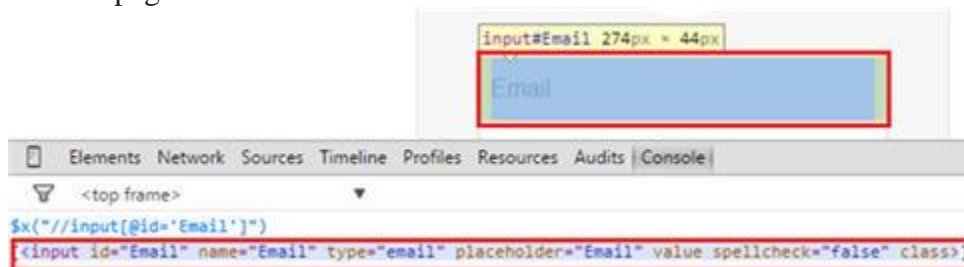 input#Email 274px × 44px
Email
Elements Network Sources Timeline Profiles Resources Audits Console
<top frame> ▼
$x("//input[@id='Email']")
[<input id="Email" name="Email" type="email" placeholder="Email" value spellcheck="false" class>]